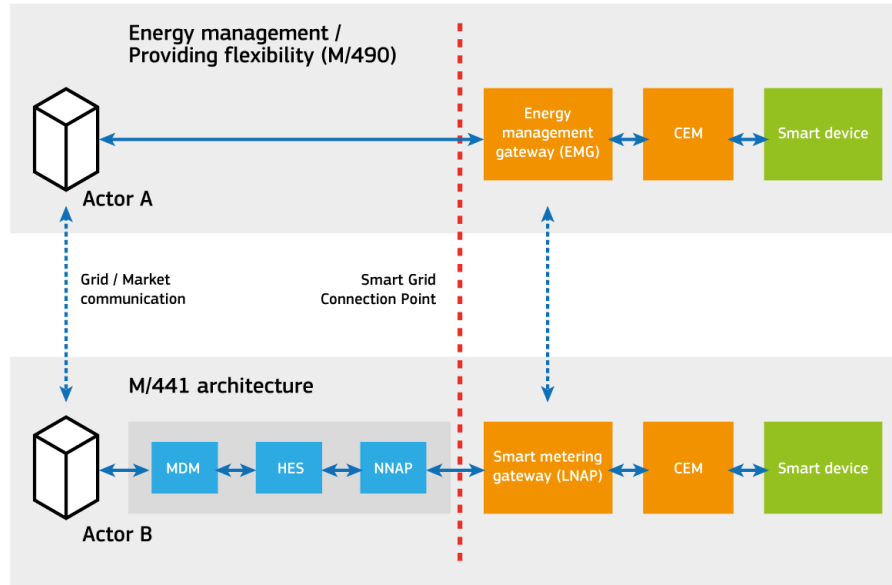 Energy management /
Providing flexibility (M/490)
Energy
management
gateway (EMG)
CEM
Smart device
Actor A
Grid / Market
communication
Smart Grid
Connection Point
M/441 architecture
MDM
HES
NNAP
Smart metering
gateway (LNAP)
CEM
Smart device
Actor B